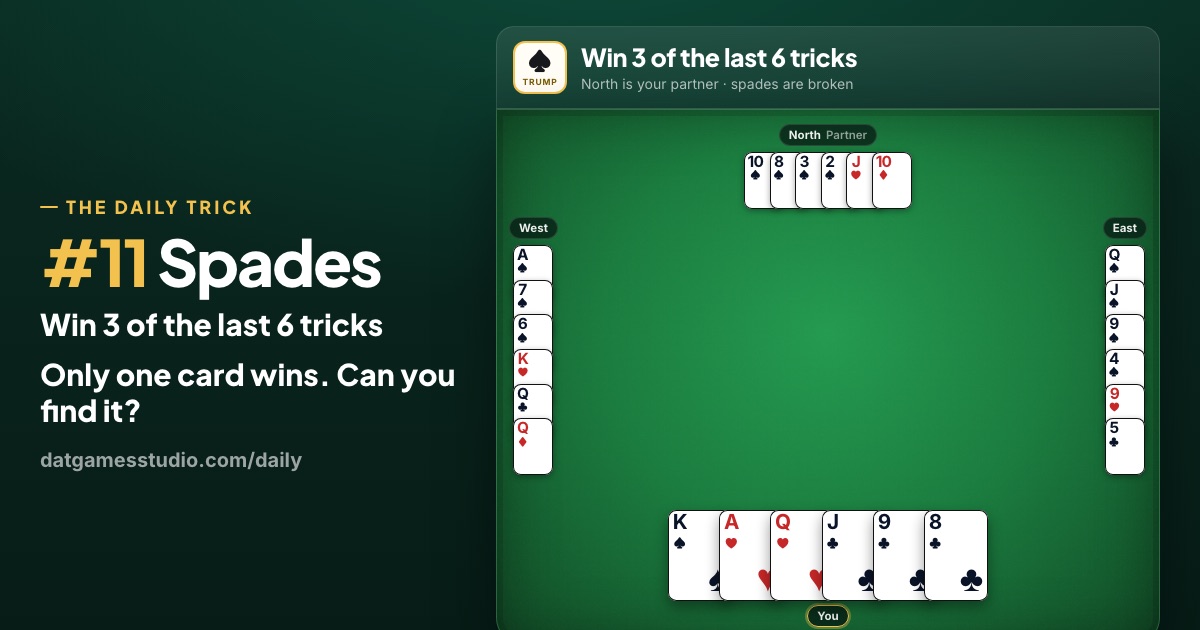 — THE DAILY TRICK
#11 Spades
Win 3 of the last 6 tricks
Only one card wins. Can you
find it?
datgamesstudio.com/daily
♠
TRUMP
Win 3 of the last 6 tricks
North is your partner · spades are broken
North Partner
10♠ 8♠ 3♠ 2♠ J♥ 10♦
West
A♠
7♠
6♠
K♥
Q♣
Q♦
East
Q♠
J♠
9♠
4♠
9♥
5♣
K♠ A♥ Q♥ J♣ 9♣ 8♣
You